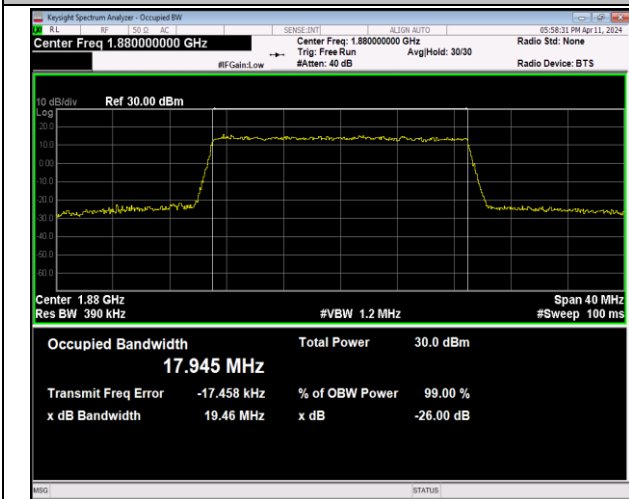 Keysight Spectrum Analyzer - Occupied BW
RL RF 50 Ω AC SENSE:INT ALIGN AUTO 05:58:31 PM Apr 11, 2024
Center Freq 1.880000000 GHz Center Freq: 1.880000000 GHz Radio Std: None
Trig: Free Run Avg|Hold: 30/30
#IFGain:Low #Atten: 40 dB Radio Device: BTS
10 dB/div Ref 30.00 dBm
Log
20.0
10.0
0.00
-10.0
-20.0
-30.0
-40.0
-50.0
-60.0
Center 1.88 GHz Span 40 MHz
Res BW 390 kHz #VBW 1.2 MHz #Sweep 100 ms
Occupied Bandwidth Total Power 30.0 dBm
17.945 MHz
Transmit Freq Error -17.458 kHz % of OBW Power 99.00 %
x dB Bandwidth 19.46 MHz x dB -26.00 dB
MSG STATUS